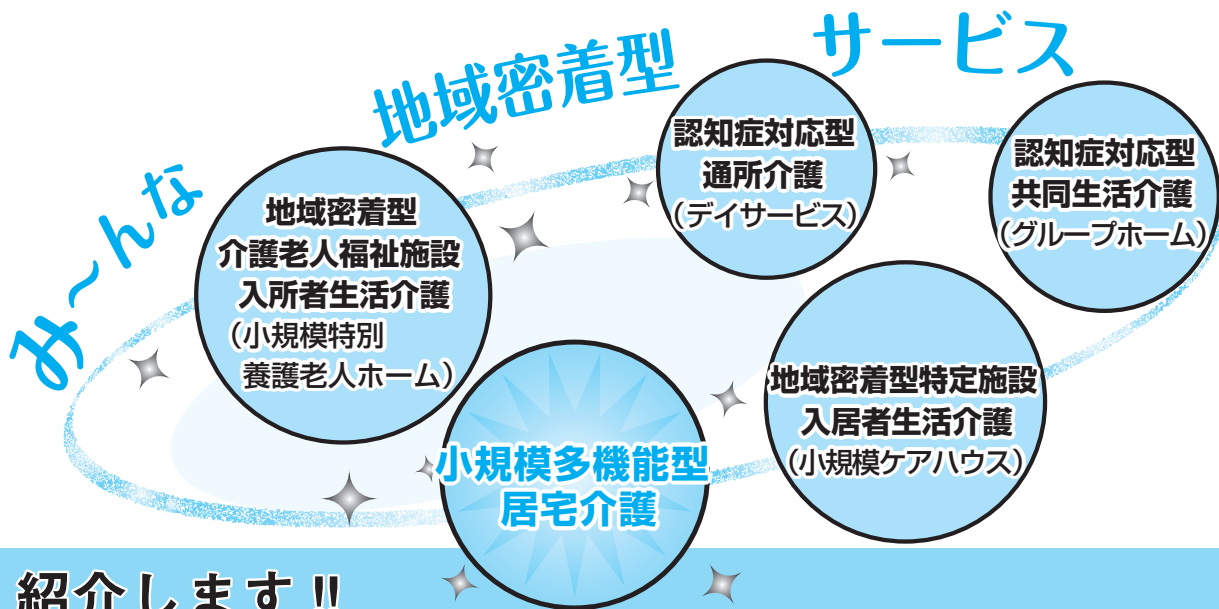 み～んな
地域密着型
サービス
地域密着型
介護老人福祉施設
入所者生活介護
（小規模特別
養護老人ホーム）
認知症対応型
通所介護
（デイサービス）
認知症対応型
共同生活介護
（グループホーム）
小規模多機能型
居宅介護
地域密着型特定施設
入居者生活介護
（小規模ケアハウス）
紹介します!!